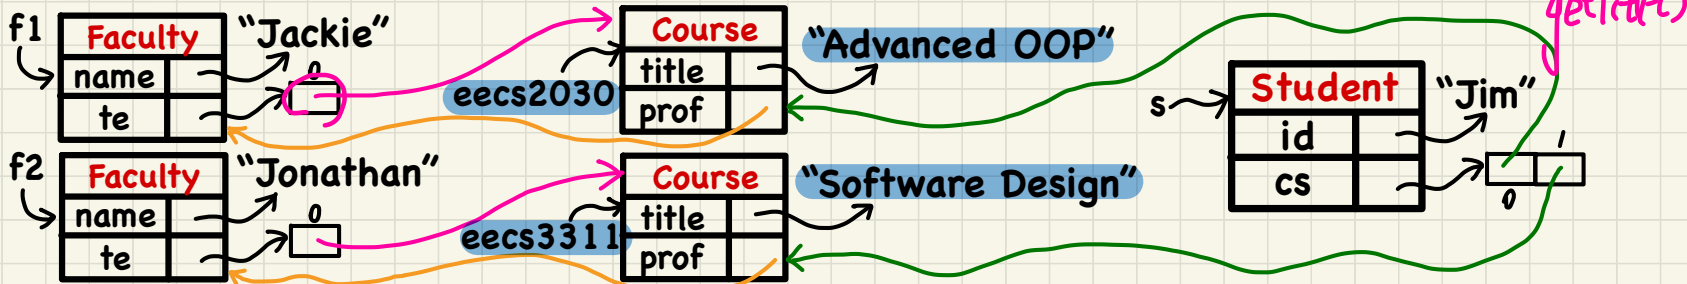 f1
Faculty
name
te
"Jackie"
0
eecs2030
Course
title
prof
"Advanced OOP"
s
Student
id
cs
"Jim"
0
1
f2
Faculty
name
te
"Jonathan"
0
eecs3311
Course
title
prof
"Software Design"